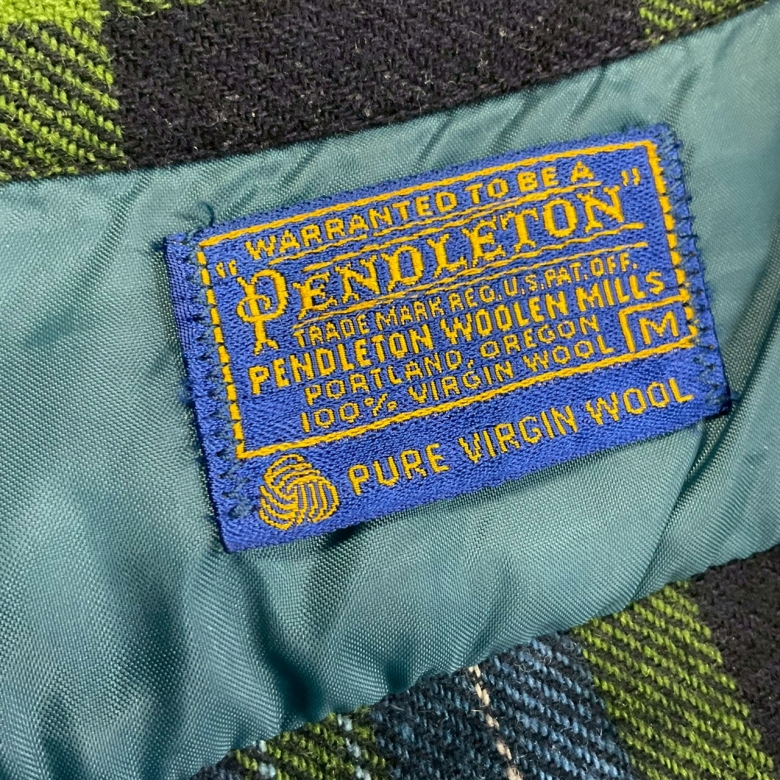 "WARRANTED TO BE A
PENDLETON"
TRADE MARK REG. U.S. PAT. OFF.
PENDLETON WOOLEN MILLS
PORTLAND, OREGON
100% VIRGIN WOOL
M
PURE VIRGIN WOOL